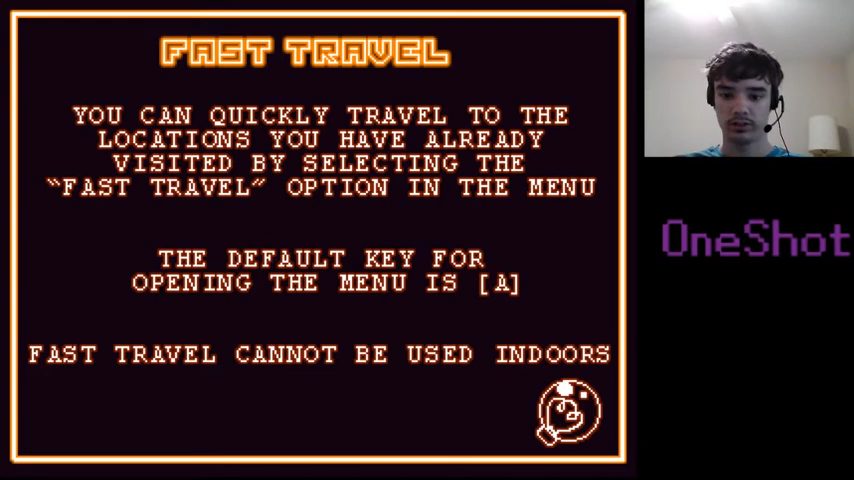 FAST TRAVEL
YOU CAN QUICKLY TRAVEL TO THE
LOCATIONS YOU HAVE ALREADY
VISITED BY SELECTING THE
"FAST TRAVEL" OPTION IN THE MENU
THE DEFAULT KEY FOR
OPENING THE MENU IS [A]
FAST TRAVEL CANNOT BE USED INDOORS
OneShot